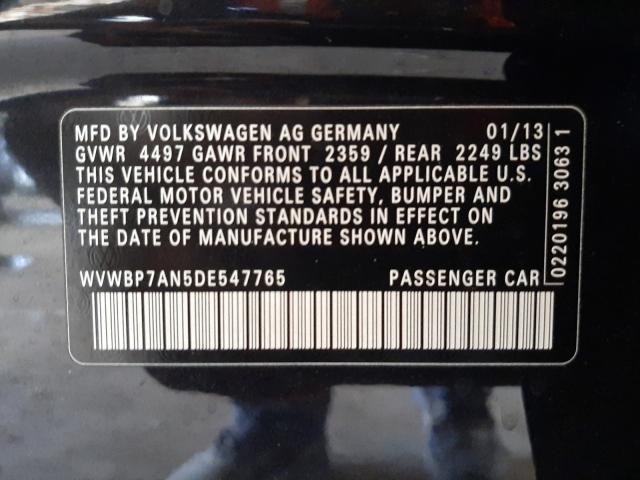 MFD BY VOLKSWAGEN AG GERMANY 01/13
GVWR 4497 GAWR FRONT 2359 / REAR 2249 LBS
THIS VEHICLE CONFORMS TO ALL APPLICABLE U.S.
FEDERAL MOTOR VEHICLE SAFETY, BUMPER AND
THEFT PREVENTION STANDARDS IN EFFECT ON
THE DATE OF MANUFACTURE SHOWN ABOVE.
WVWBP7AN5DE547765 PASSENGER CAR
0220196 3063 1